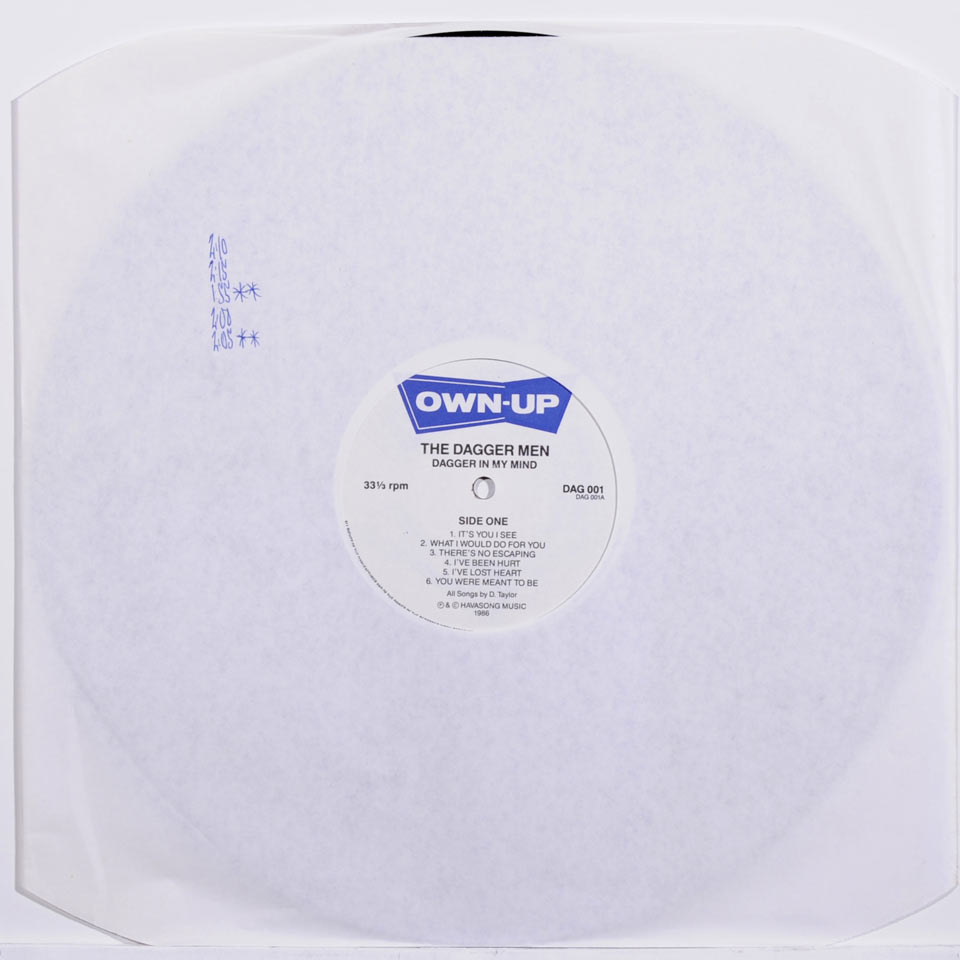 2:10
2:15
1:55**
2:00
2:05**
OWN-UP
THE DAGGER MEN
DAGGER IN MY MIND
33⅓ rpm
DAG 001
DAG 001A
SIDE ONE
1. IT'S YOU I SEE
2. WHAT I WOULD DO FOR YOU
3. THERE'S NO ESCAPING
4. I'VE BEEN HURT
5. I'VE LOST HEART
6. YOU WERE MEANT TO BE
All Songs by D. Taylor
℗ & © HAVASONG MUSIC
1986